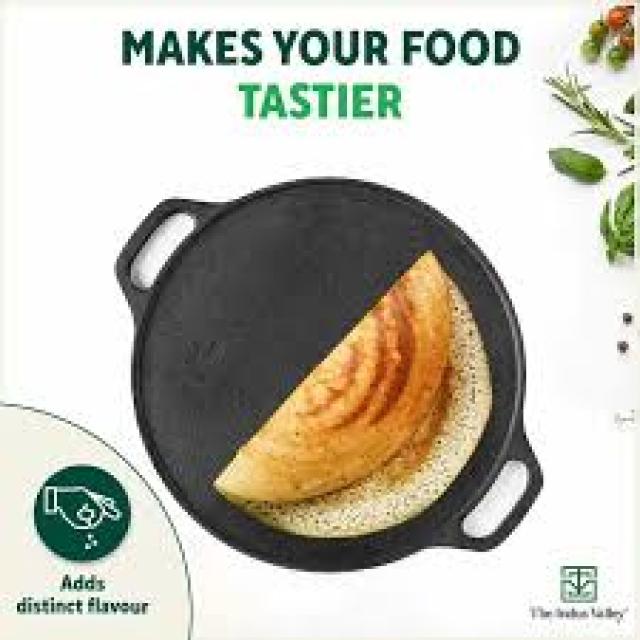 MAKES YOUR FOOD
TASTIER
Adds
distinct flavour
The Indus Valley